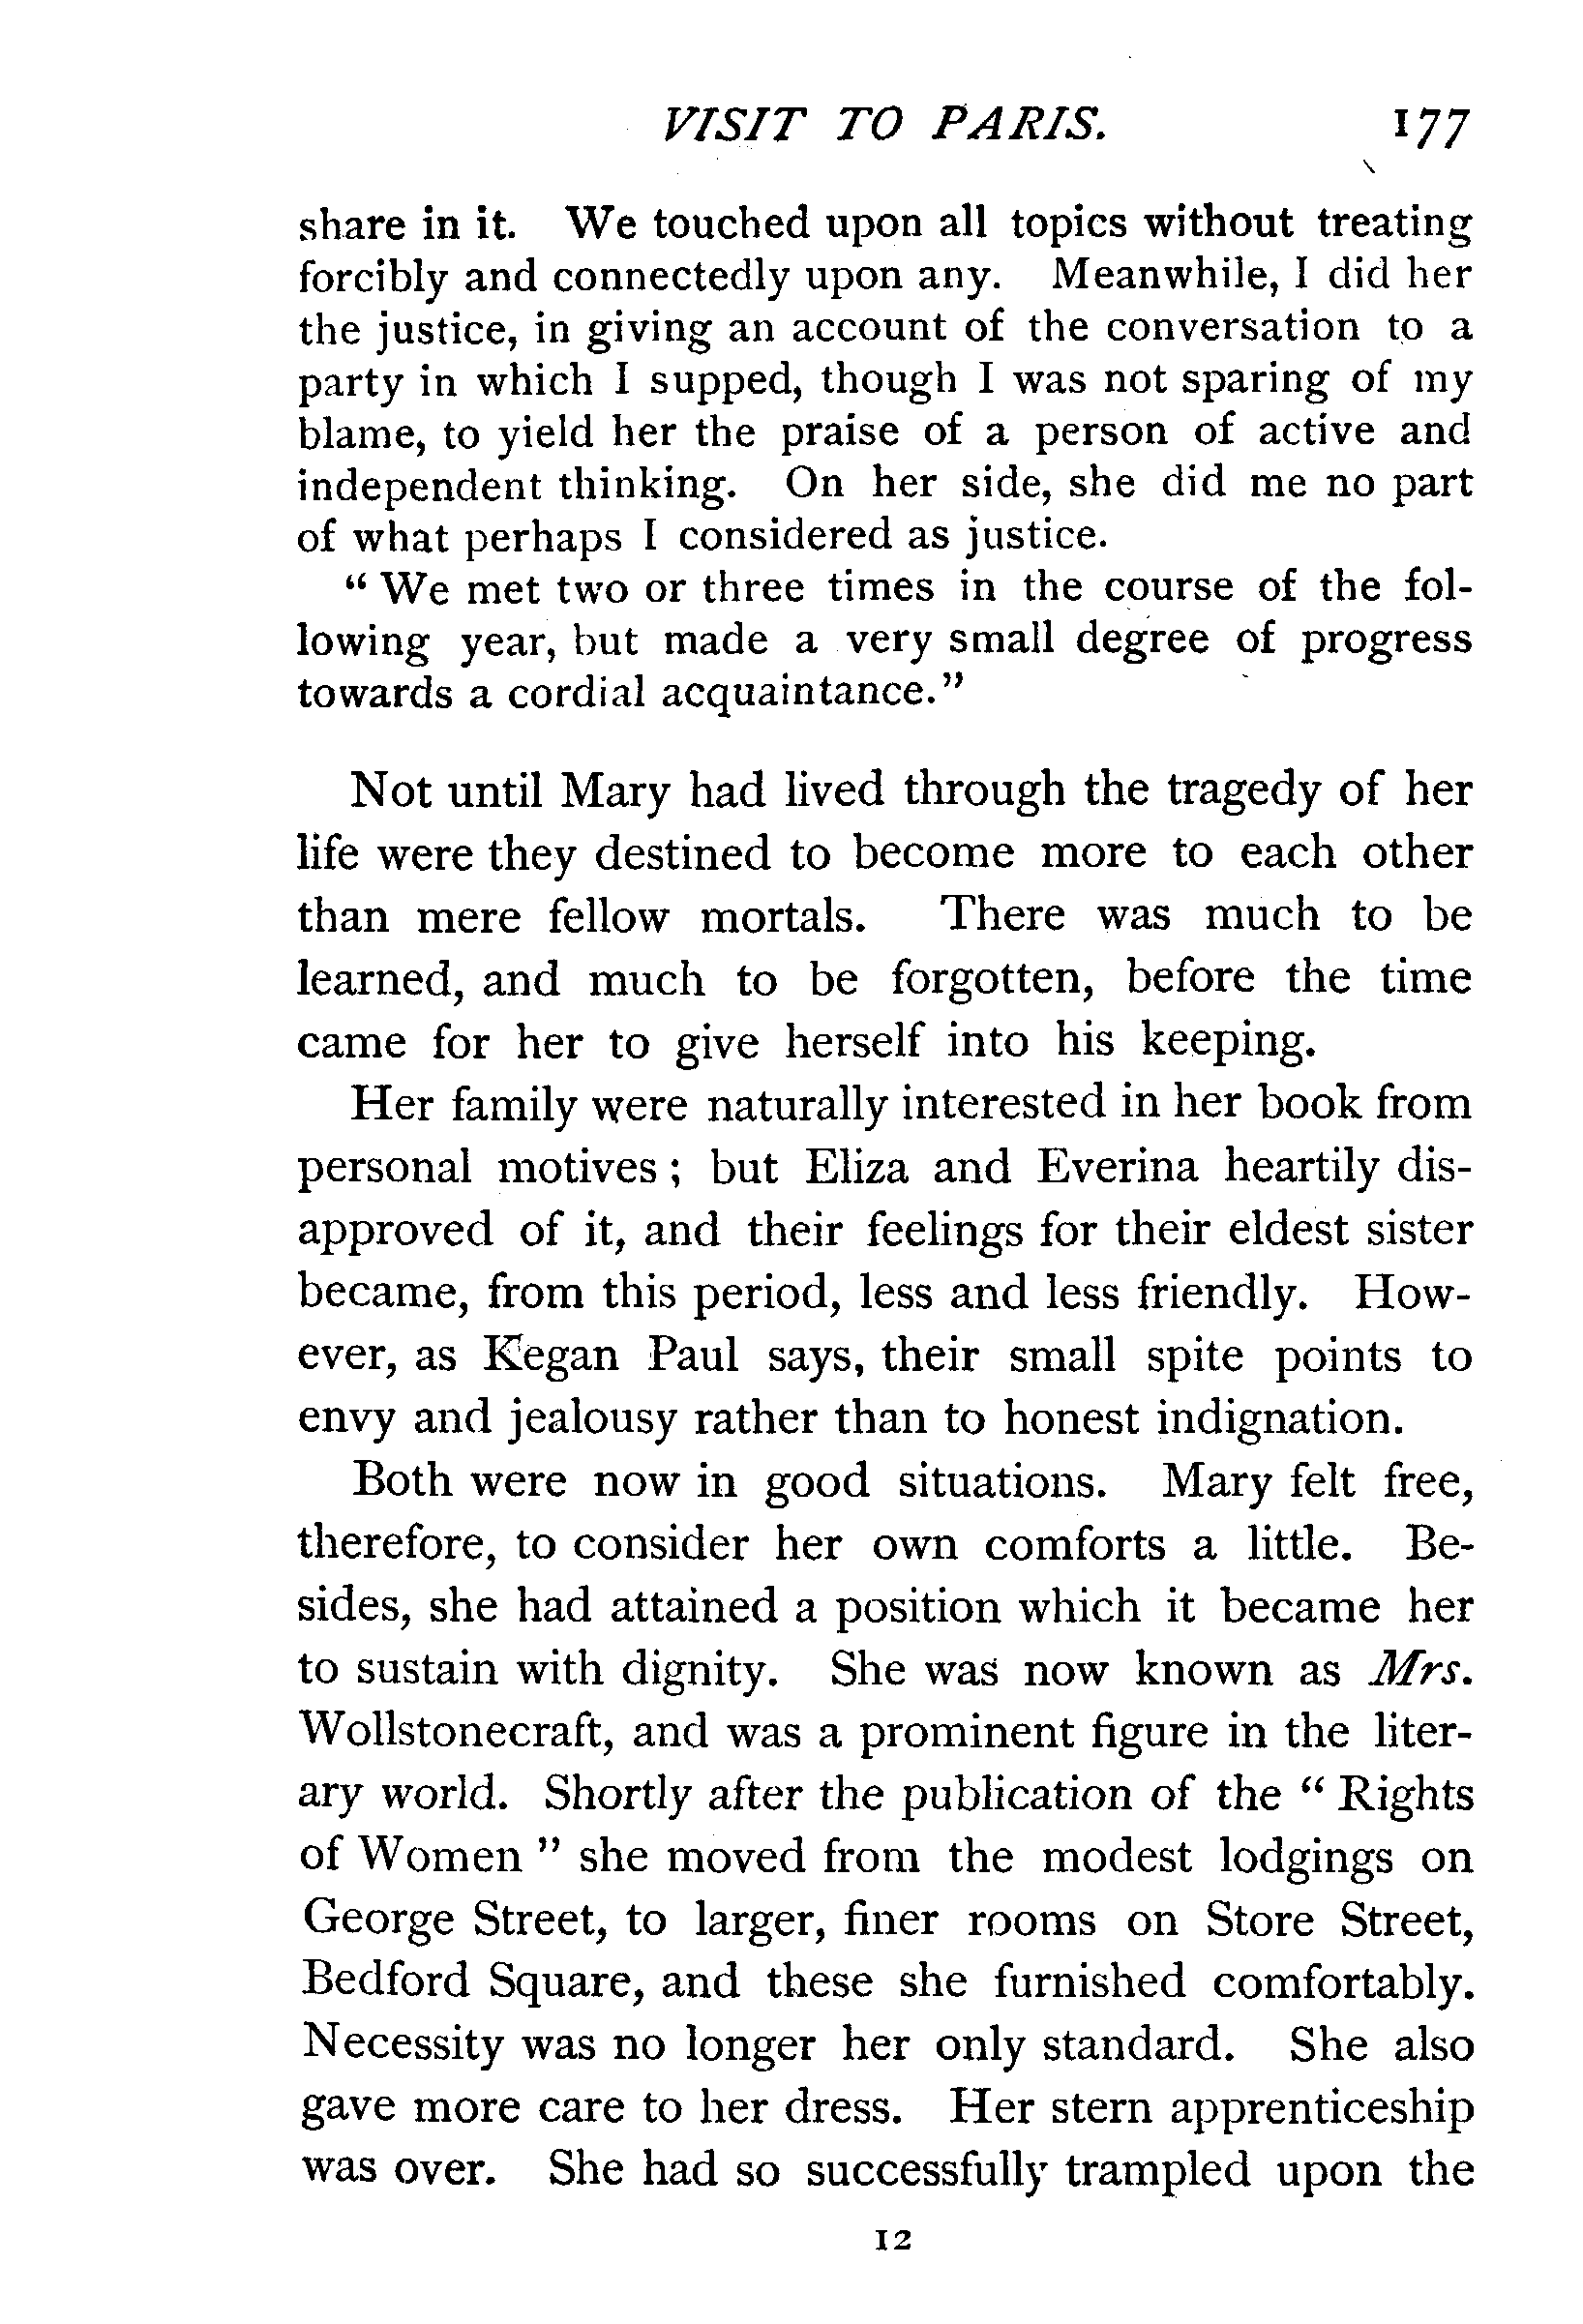 VISIT TO PARIS. 177
share in it. We touched upon all topics without treating
forcibly and connectedly upon any. Meanwhile, I did her
the justice, in giving an account of the conversation to a
party in which I supped, though I was not sparing of my
blame, to yield her the praise of a person of active and
independent thinking. On her side, she did me no part
of what perhaps I considered as justice.
“ We met two or three times in the course of the fol-
lowing year, but made a very small degree of progress
towards a cordial acquaintance.”
Not until Mary had lived through the tragedy of her
life were they destined to become more to each other
than mere fellow mortals. There was much to be
learned, and much to be forgotten, before the time
came for her to give herself into his keeping.
Her family were naturally interested in her book from
personal motives ; but Eliza and Everina heartily dis-
approved of it, and their feelings for their eldest sister
became, from this period, less and less friendly. How-
ever, as Kegan Paul says, their small spite points to
envy and jealousy rather than to honest indignation.
Both were now in good situations. Mary felt free,
therefore, to consider her own comforts a little. Be-
sides, she had attained a position which it became her
to sustain with dignity. She was now known as Mrs.
Wollstonecraft, and was a prominent figure in the liter-
ary world. Shortly after the publication of the “ Rights
of Women ” she moved from the modest lodgings on
George Street, to larger, finer rooms on Store Street,
Bedford Square, and these she furnished comfortably.
Necessity was no longer her only standard. She also
gave more care to her dress. Her stern apprenticeship
was over. She had so successfully trampled upon the
12